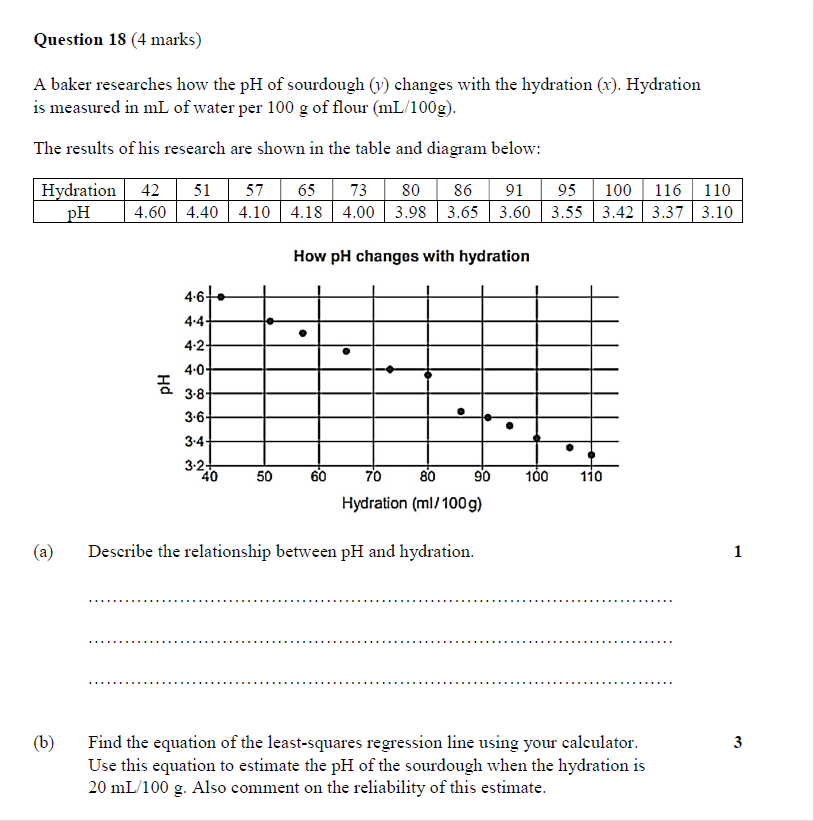 Question 18 (4 marks)
A baker researches how the pH of sourdough (y) changes with the hydration (x). Hydration
is measured in mL of water per 100 g of flour (mL/100g).
The results of his research are shown in the table and diagram below:
Hydration 42 51 57 65 73 80 86 91 95 100 116 110
pH 4.60 4.40 4.10 4.18 4.00 3.98 3.65 3.60 3.55 3.42 3.37 3.10
How pH changes with hydration
4·6
4·4
4·2
4·0
3·8
3·6
3·4
3·2
pH
40 50 60 70 80 90 100 110
Hydration (ml/100g)
(a) Describe the relationship between pH and hydration. 1
(b) Find the equation of the least-squares regression line using your calculator. 3
Use this equation to estimate the pH of the sourdough when the hydration is
20 mL/100 g. Also comment on the reliability of this estimate.